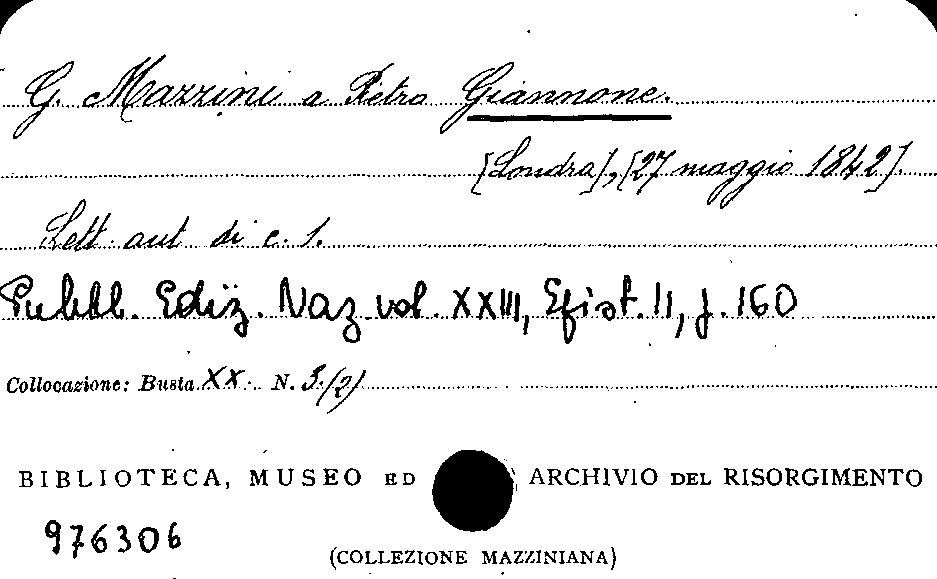 G. Mazzini a Pietro Giannone.
[Londra], [27 maggio 1842].
Lett. aut. di c. 1.
Pubbl. Ediz. Naz. vol. XXIII, Epist. 11, p. 160
Collocazione: Busta XX. N. 3.(2)
BIBLIOTECA, MUSEO ED ARCHIVIO DEL RISORGIMENTO
976306
(COLLEZIONE MAZZINIANA)